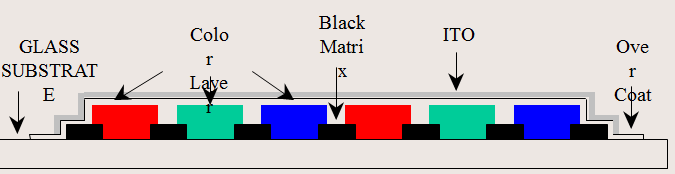 GLASS
SUBSTRAT
E
Colo
r
Laye
r
Black
Matri
x
ITO
Ove
r
Coat